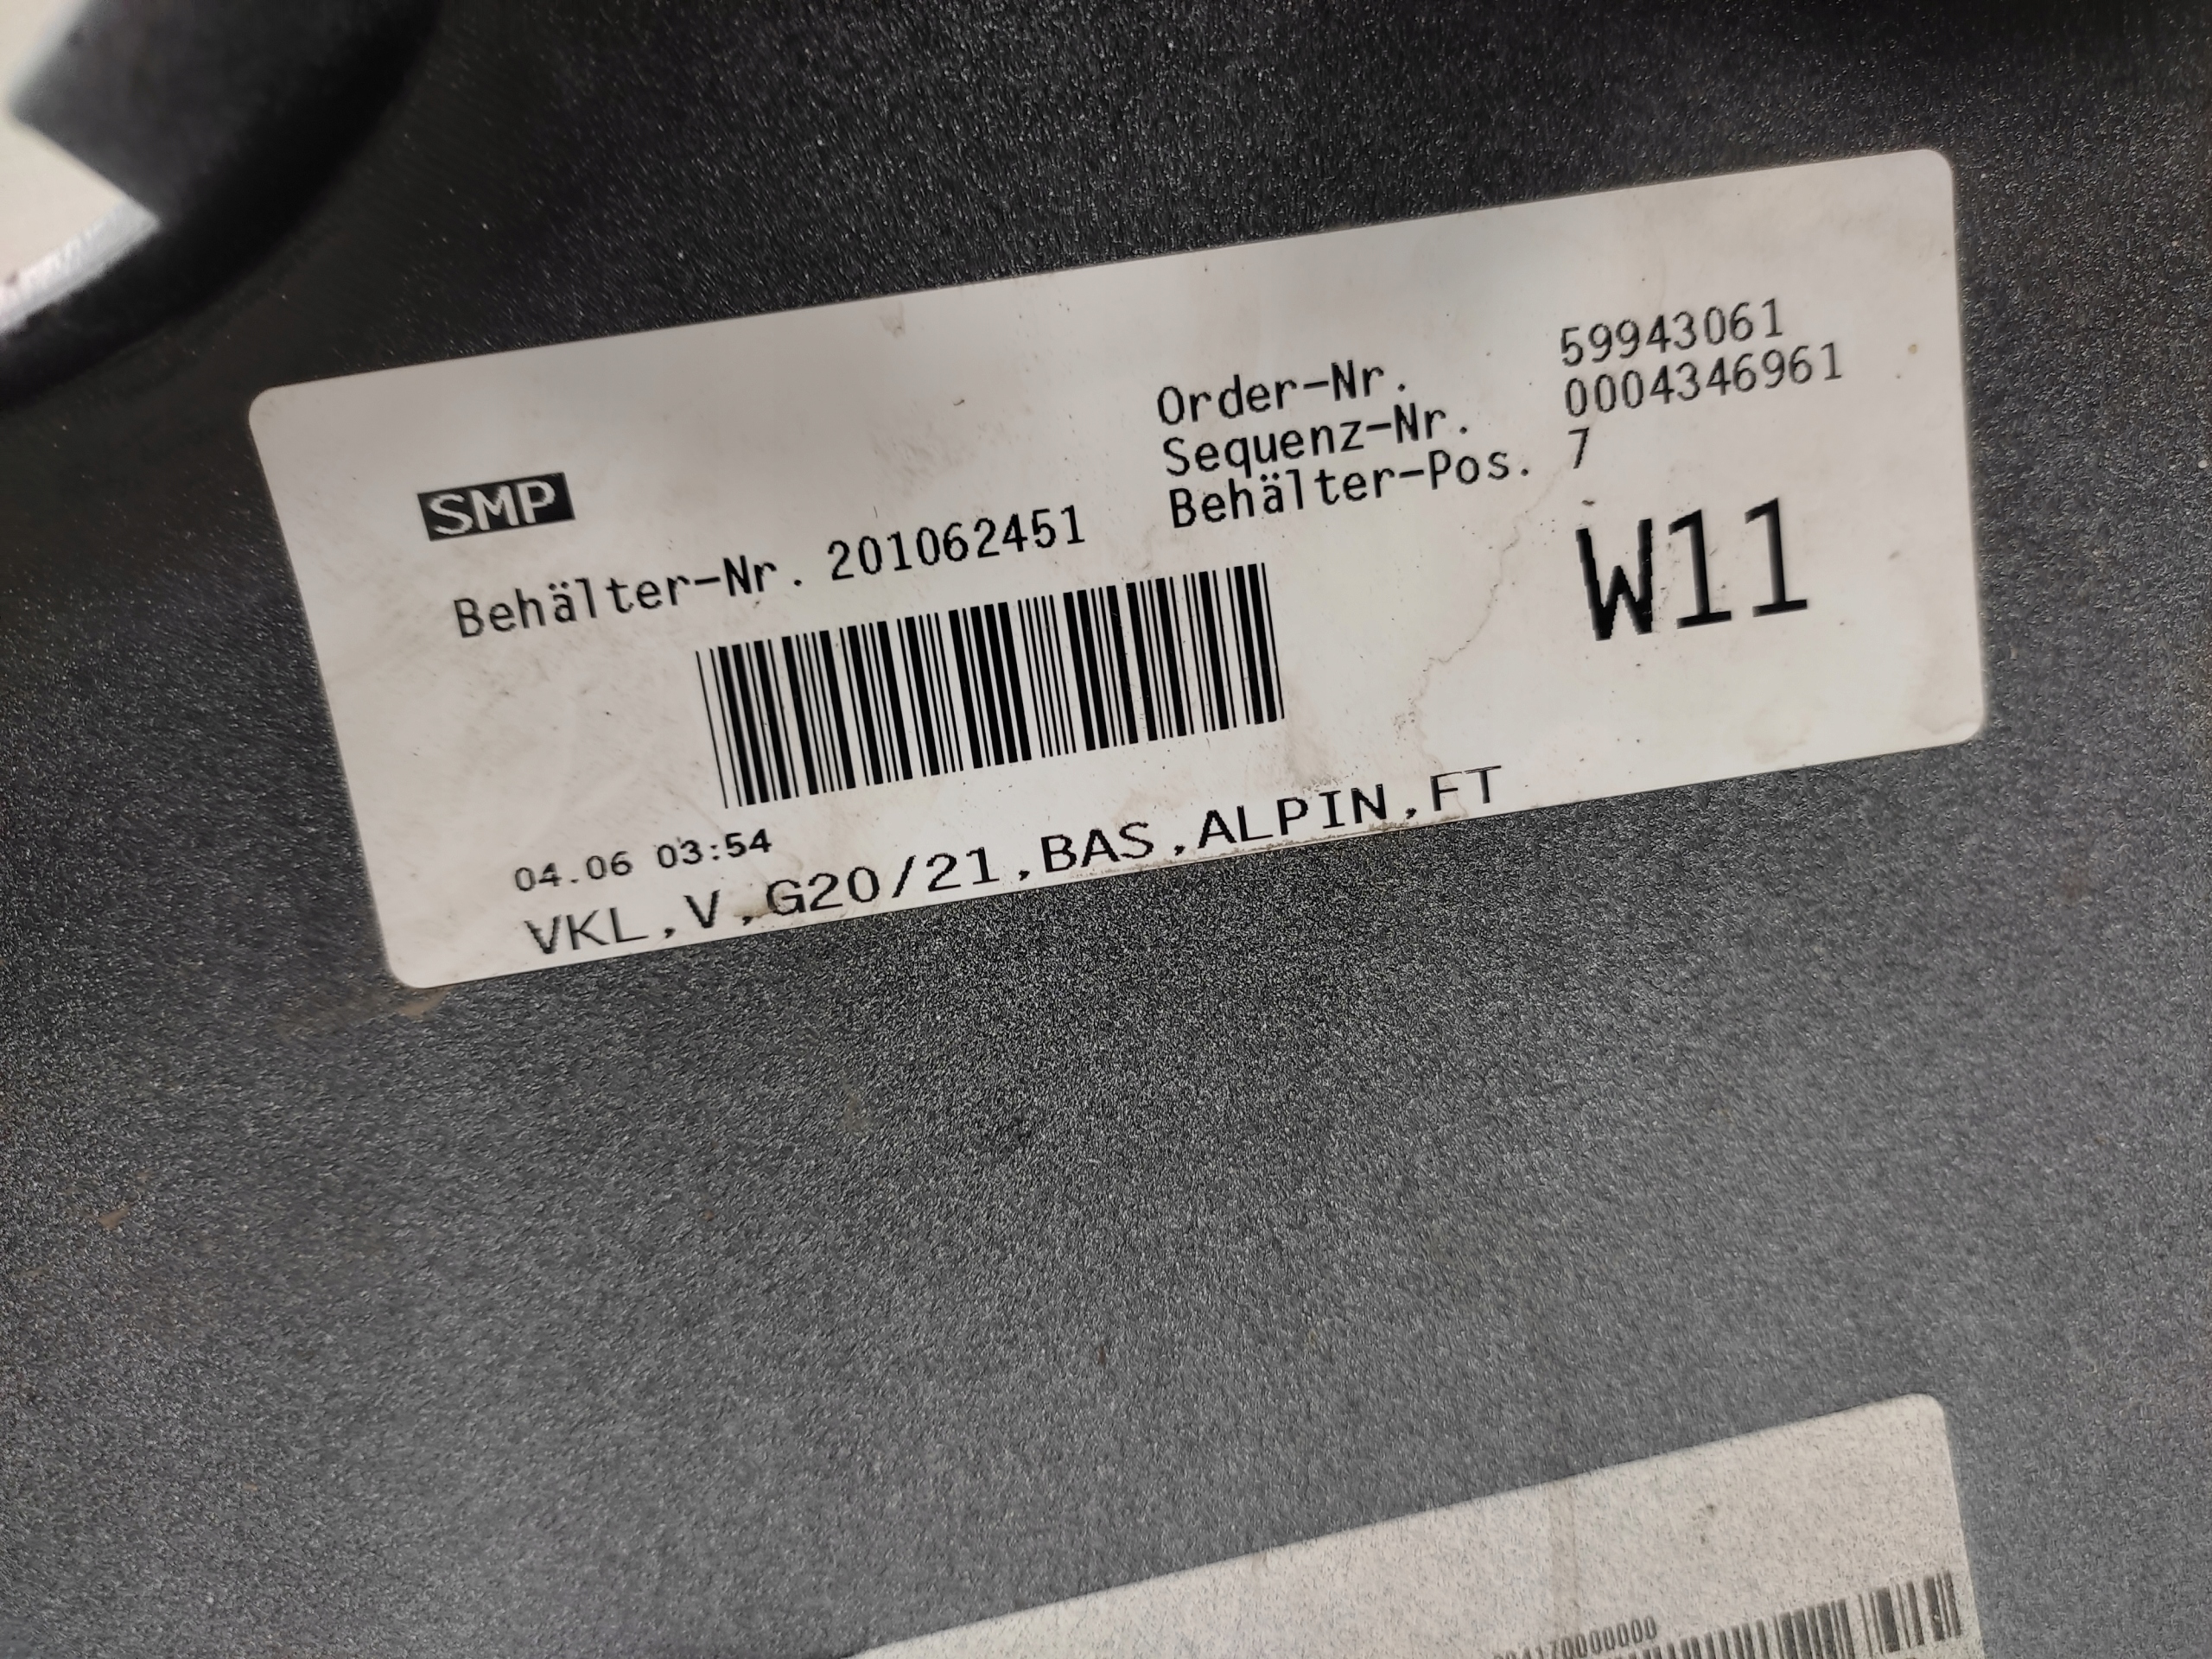 SMP
Behälter-Nr. 201062451
Order-Nr. 59943061
Sequenz-Nr. 0004346961
Behälter-Pos. 7
W11
04.06 03:54
VKL,V,G20/21,BAS,ALPIN,FT